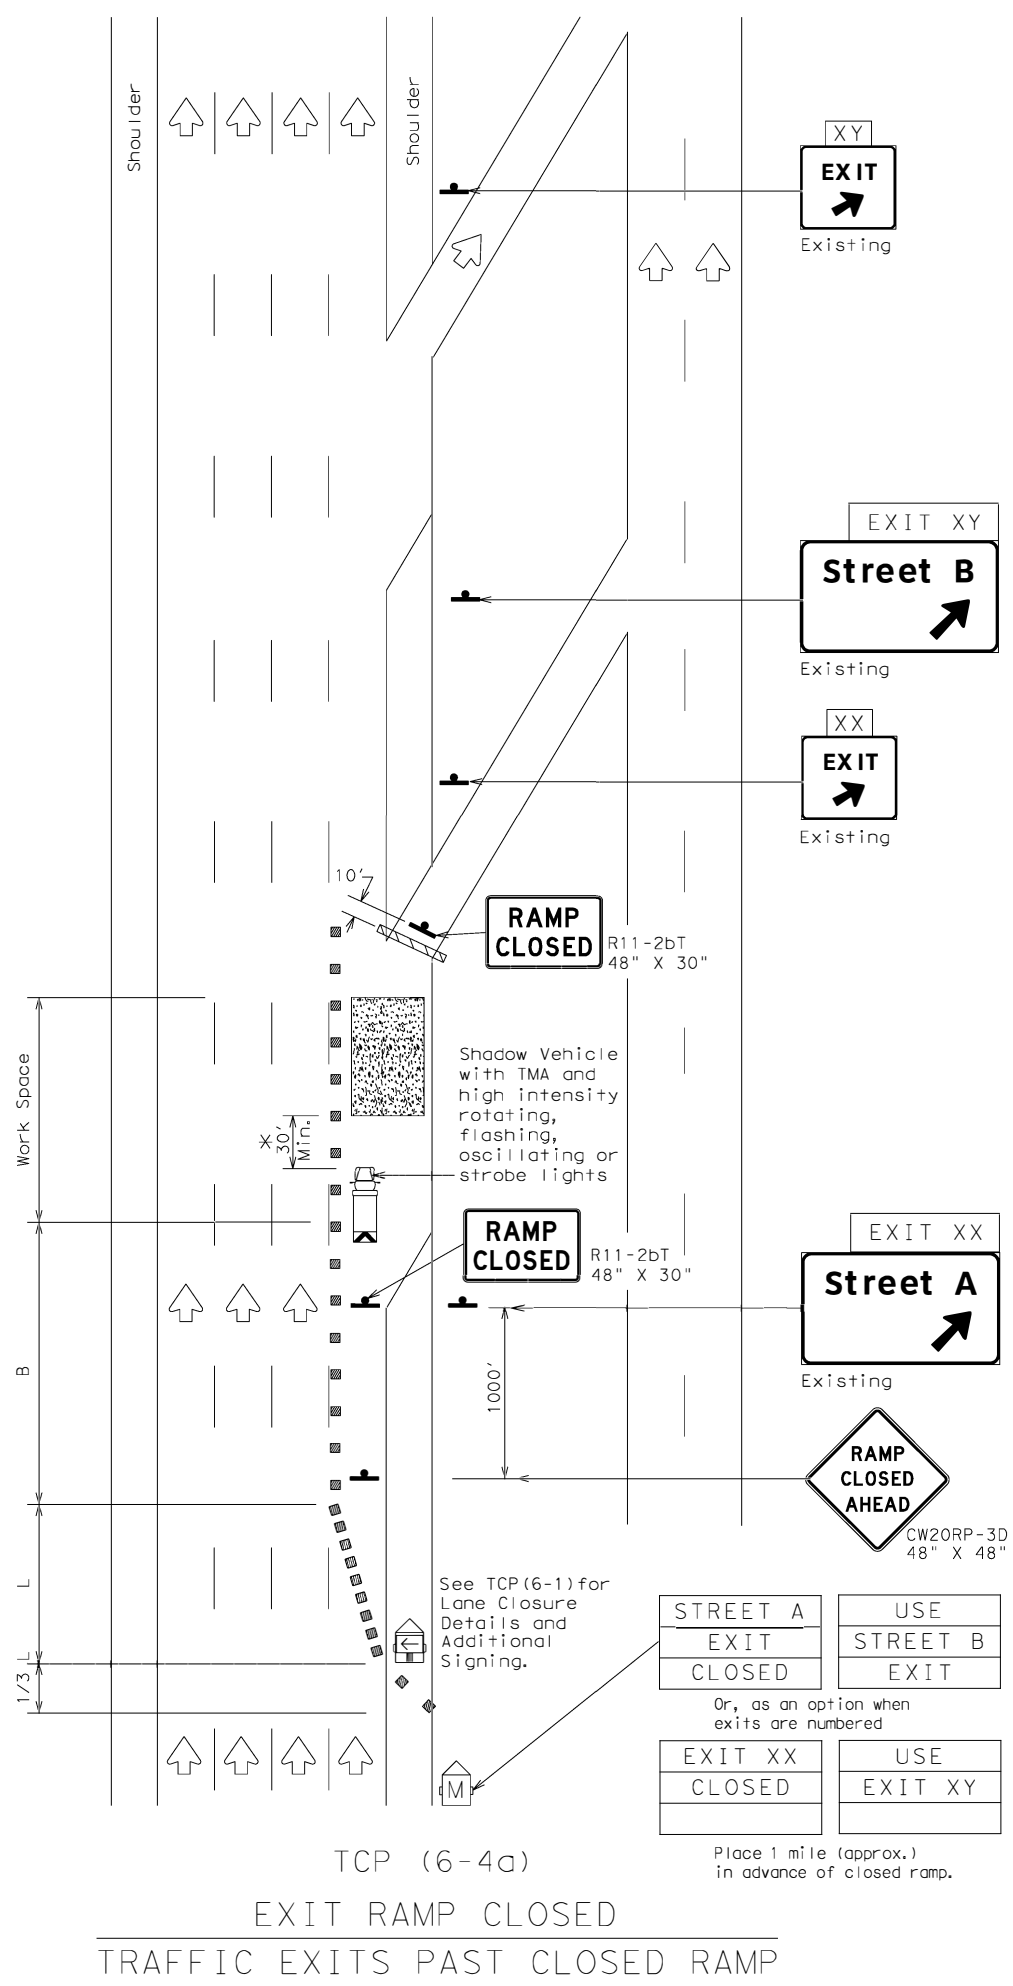 Shoulder
Shoulder
XY
EXIT
Existing
EXIT XY
Street B
Existing
XX
EXIT
Existing
10'
RAMP
CLOSED
R11-2bT
48" X 30"
Work Space
* 30'
Min.
Shadow Vehicle
with TMA and
high intensity
rotating,
flashing,
oscillating or
strobe lights
RAMP
CLOSED
R11-2bT
48" X 30"
EXIT XX
Street A
Existing
B
1000'
RAMP
CLOSED
AHEAD
CW20RP-3D
48" X 48"
L
See TCP(6-1)for
Lane Closure
Details and
Additional
Signing.
1/3 L
STREET A
EXIT
CLOSED
USE
STREET B
EXIT
Or, as an option when
exits are numbered
M
EXIT XX
CLOSED
USE
EXIT XY
Place 1 mile (approx.)
in advance of closed ramp.
TCP (6-4a)
EXIT RAMP CLOSED
TRAFFIC EXITS PAST CLOSED RAMP